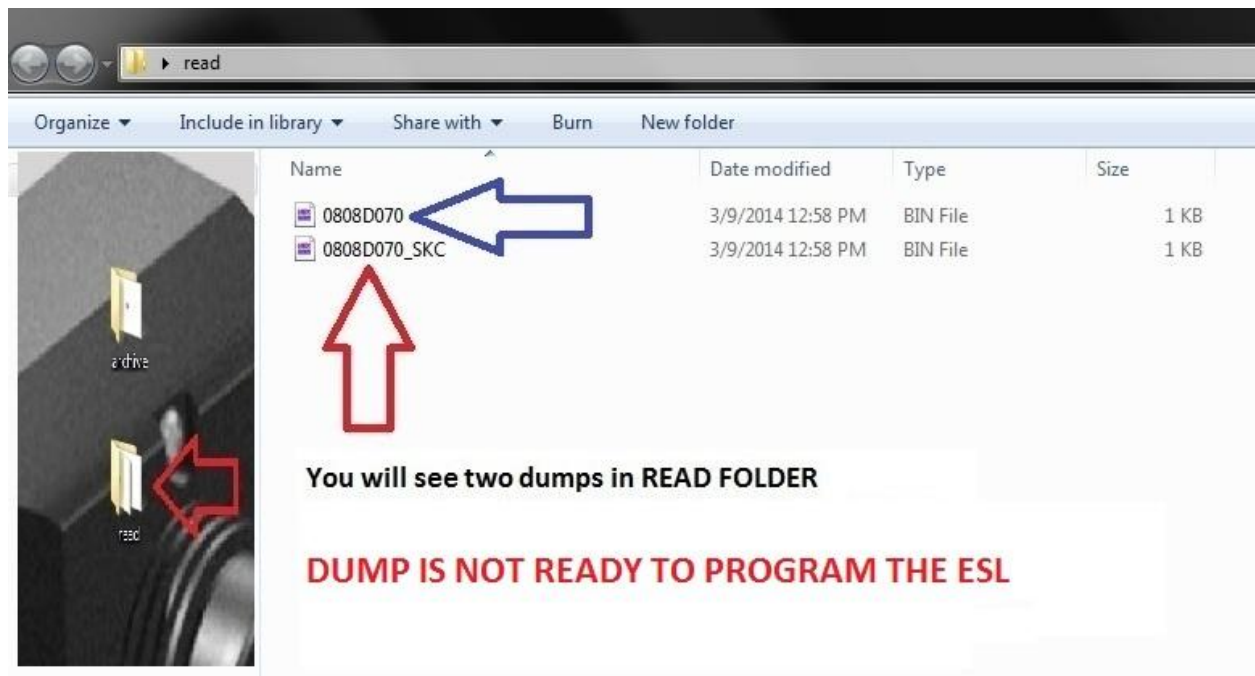 read
Organize Include in library Share with Burn New folder
Name Date modified Type Size
0808D070 3/9/2014 12:58 PM BIN File 1 KB
0808D070_SKC 3/9/2014 12:58 PM BIN File 1 KB
archive
read
You will see two dumps in READ FOLDER
DUMP IS NOT READY TO PROGRAM THE ESL